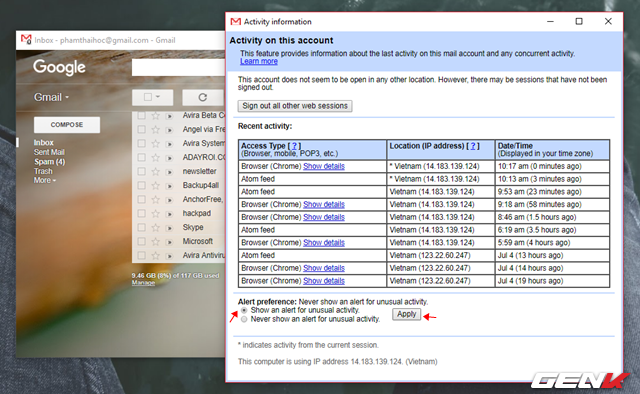 Inbox - phamthaihoc@gmail.com - Gmail
Google
Gmail
COMPOSE
Inbox
Sent Mail
Spam (4)
Trash
More
Avira Beta C
Angel via Fre
Avira System
ADAYROI.CO
newsletter
Backup4all
AnchorFree,
hackpad
Skype
Microsoft
Avira Antivirus
9.46 GB (8%) of 117 GB used
Manage
Activity information
Activity on this account
This feature provides information about the last activity on this mail account and any concurrent activity.
Learn more
This account does not seem to be open in any other location. However, there may be sessions that have not been
signed out.
Sign out all other web sessions
Recent activity:
Access Type [ ? ] Location (IP address) [ ? ] Date/Time
(Browser, mobile, POP3, etc.) (Displayed in your time zone)
Browser (Chrome) Show details * Vietnam (14.183.139.124) 10:17 am (0 minutes ago)
Atom feed * Vietnam (14.183.139.124) 10:13 am (3 minutes ago)
Atom feed Vietnam (14.183.139.124) 9:53 am (23 minutes ago)
Browser (Chrome) Show details Vietnam (14.183.139.124) 9:18 am (58 minutes ago)
Browser (Chrome) Show details Vietnam (14.183.139.124) 8:46 am (1.5 hours ago)
Atom feed Vietnam (14.183.139.124) 6:19 am (3.5 hours ago)
Browser (Chrome) Show details Vietnam (14.183.139.124) 5:59 am (4 hours ago)
Atom feed Vietnam (123.22.60.247) Jul 4 (13 hours ago)
Browser (Chrome) Show details Vietnam (123.22.60.247) Jul 4 (14 hours ago)
Browser (Chrome) Show details Vietnam (123.22.60.247) Jul 4 (19 hours ago)
Alert preference: Never show an alert for unusual activity.
Show an alert for unusual activity.
Never show an alert for unusual activity.
Apply
* indicates activity from the current session.
This computer is using IP address 14.183.139.124. (Vietnam)
GENK